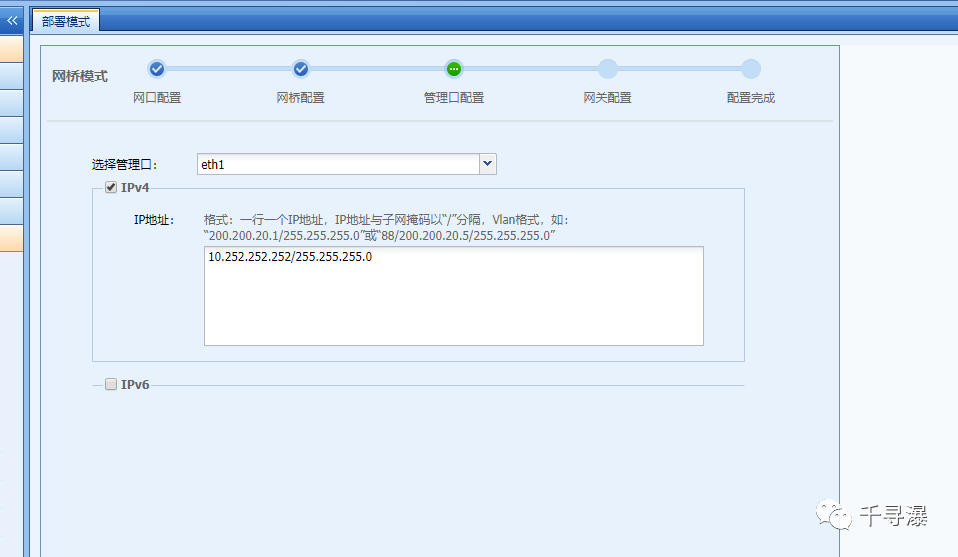 部署模式
网桥模式
网口配置
网桥配置
管理口配置
网关配置
配置完成
选择管理口：
eth1
IPv4
IP地址：
格式：一行一个IP地址，IP地址与子网掩码以“/”分隔，Vlan格式，如：
“200.200.20.1/255.255.255.0”或“88/200.200.20.5/255.255.255.0”
10.252.252.252/255.255.255.0
IPv6
千寻瀑